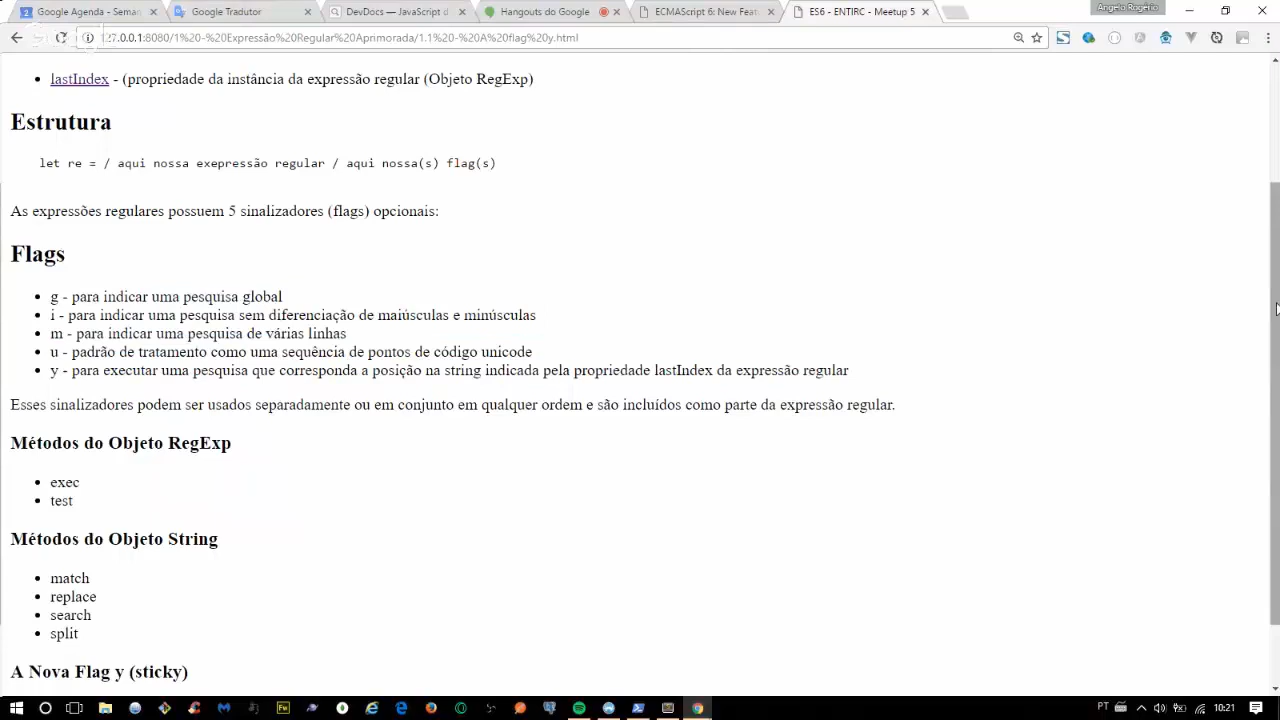 Google Agenda - Seman
Google Tradutor
DevDocs — JavaScript d
Hangouts do Google
ECMAScript 6: New Feat
ES6 - ENTIRC - Meetup 5
Angelo Rogério
127.0.0.1:8080/1%20-%20Expressão%20Regular%20Aprimorada/1.1%20-%20A%20flag%20y.html
lastIndex - (propriedade da instância da expressão regular (Objeto RegExp)
Estrutura
let re = / aqui nossa exepressão regular / aqui nossa(s) flag(s)
As expressões regulares possuem 5 sinalizadores (flags) opcionais:
Flags
g - para indicar uma pesquisa global
i - para indicar uma pesquisa sem diferenciação de maiúsculas e minúsculas
m - para indicar uma pesquisa de várias linhas
u - padrão de tratamento como uma sequência de pontos de código unicode
y - para executar uma pesquisa que corresponda a posição na string indicada pela propriedade lastIndex da expressão regular
Esses sinalizadores podem ser usados separadamente ou em conjunto em qualquer ordem e são incluídos como parte da expressão regular.
Métodos do Objeto RegExp
exec
test
Métodos do Objeto String
match
replace
search
split
A Nova Flag y (sticky)
PT
10:21